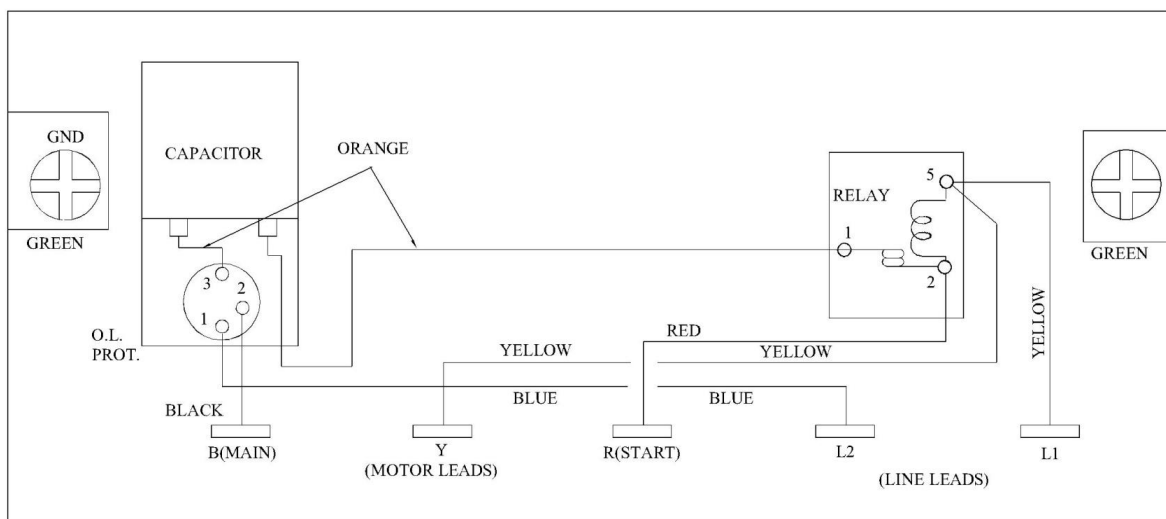 GND
GREEN
CAPACITOR
ORANGE
3
2
1
O.L.
PROT.
BLACK
RELAY
5
1
2
GREEN
RED
YELLOW
YELLOW
YELLOW
BLUE
BLUE
B(MAIN)
Y
(MOTOR LEADS)
R(START)
L2
(LINE LEADS)
L1